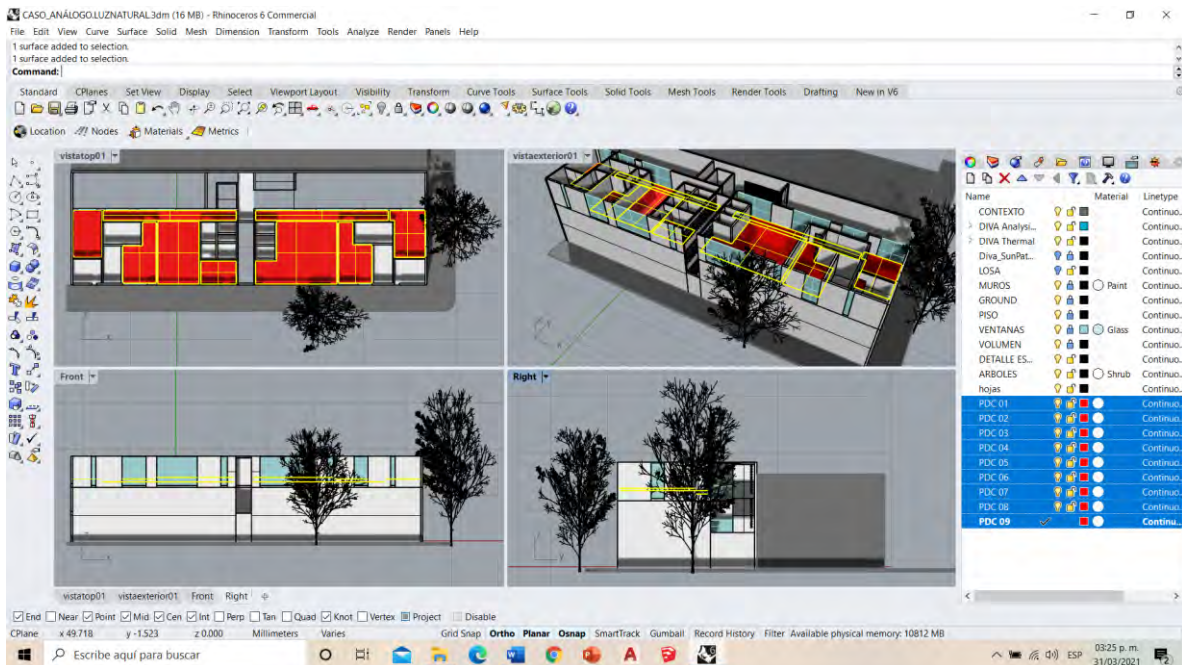 CASO_ANÁLOGO.LUZNATURAL.3dm (16 MB) - Rhinoceros 6 Commercial
File Edit View Curve Surface Solid Mesh Dimension Transform Tools Analyze Render Panels Help
1 surface added to selection.
1 surface added to selection.
Command:
Standard CPlanes Set View Display Select Viewport Layout Visibility Transform Curve Tools Surface Tools Solid Tools Mesh Tools Render Tools Drafting New in V6
Location Nodes Materials Metrics
vistatop01
vistaexterior01
Front
Right
Name Material Linetype
CONTEXTO Continuo..
DIVA Analysi... Continuo..
DIVA Thermal Continuo..
Diva_SunPat... Continuo..
LOSA Continuo..
MUROS Paint Continuo..
GROUND Continuo..
PISO Continuo..
VENTANAS Glass Continuo..
VOLUMEN Continuo..
DETALLE ES... Continuo..
ARBOLES Shrub Continuo..
hojas Continuo..
PDC 01 Continuo..
PDC 02 Continuo..
PDC 03 Continuo..
PDC 04 Continuo..
PDC 05 Continuo..
PDC 06 Continuo..
PDC 07 Continuo..
PDC 08 Continuo..
PDC 09 Continu...
vistatop01 vistaexterior01 Front Right
End Near Point Mid Cen Int Perp Tan Quad Knot Vertex Project Disable
CPlane x 49.718 y -1.523 z 0.000 Millimeters Varies Grid Snap Ortho Planar Osnap SmartTrack Gumball Record History Filter Available physical memory: 10812 MB
Escribe aquí para buscar
ESP
03:25 p. m.
31/03/2021